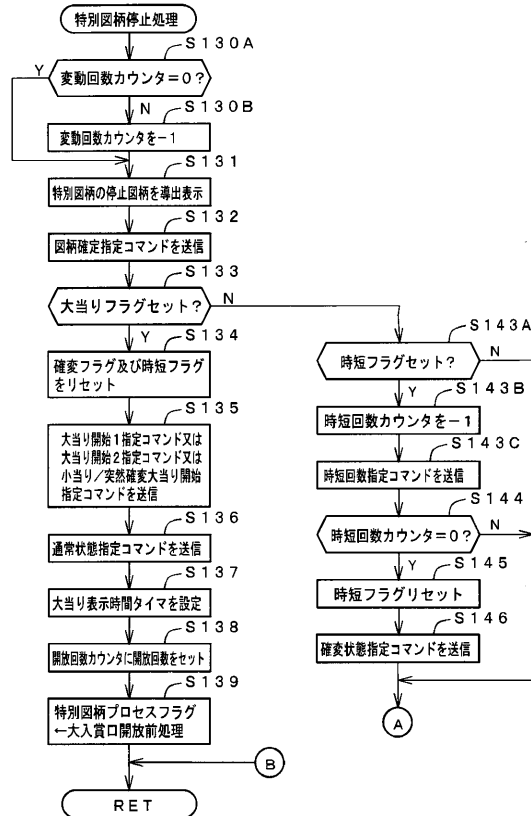 特別図柄停止処理
S130A
変動回数カウンタ=0?
Y
N
S130B
変動回数カウンタを-1
S131
特別図柄の停止図柄を導出表示
S132
図柄確定指定コマンドを送信
S133
大当りフラグセット?
N
Y
S134
確変フラグ及び時短フラグ
をリセット
S135
大当り開始1指定コマンド又は
大当り開始2指定コマンド又は
小当り/突然確変大当り開始
指定コマンドを送信
S136
通常状態指定コマンドを送信
S137
大当り表示時間タイマを設定
S138
開放回数カウンタに開放回数をセット
S139
特別図柄プロセスフラグ
←大入賞口開放前処理
B
RET
S143A
時短フラグセット?
N
Y
S143B
時短回数カウンタを-1
S143C
時短回数指定コマンドを送信
S144
時短回数カウンタ=0?
N
Y
S145
時短フラグリセット
S146
確変状態指定コマンドを送信
A